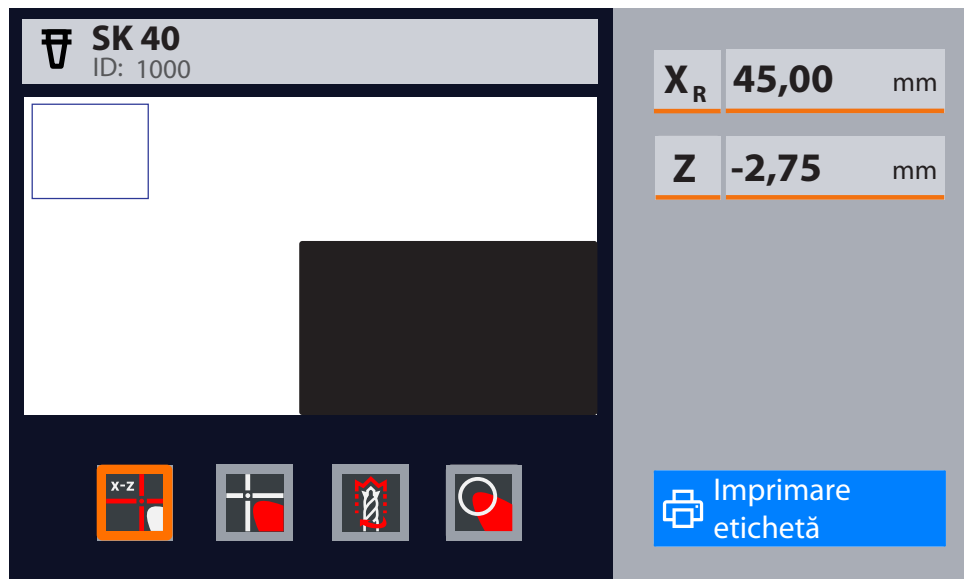 SK 40
ID: 1000
X R 45,00 mm
Z -2,75 mm
x-z
Imprimare
etichetă